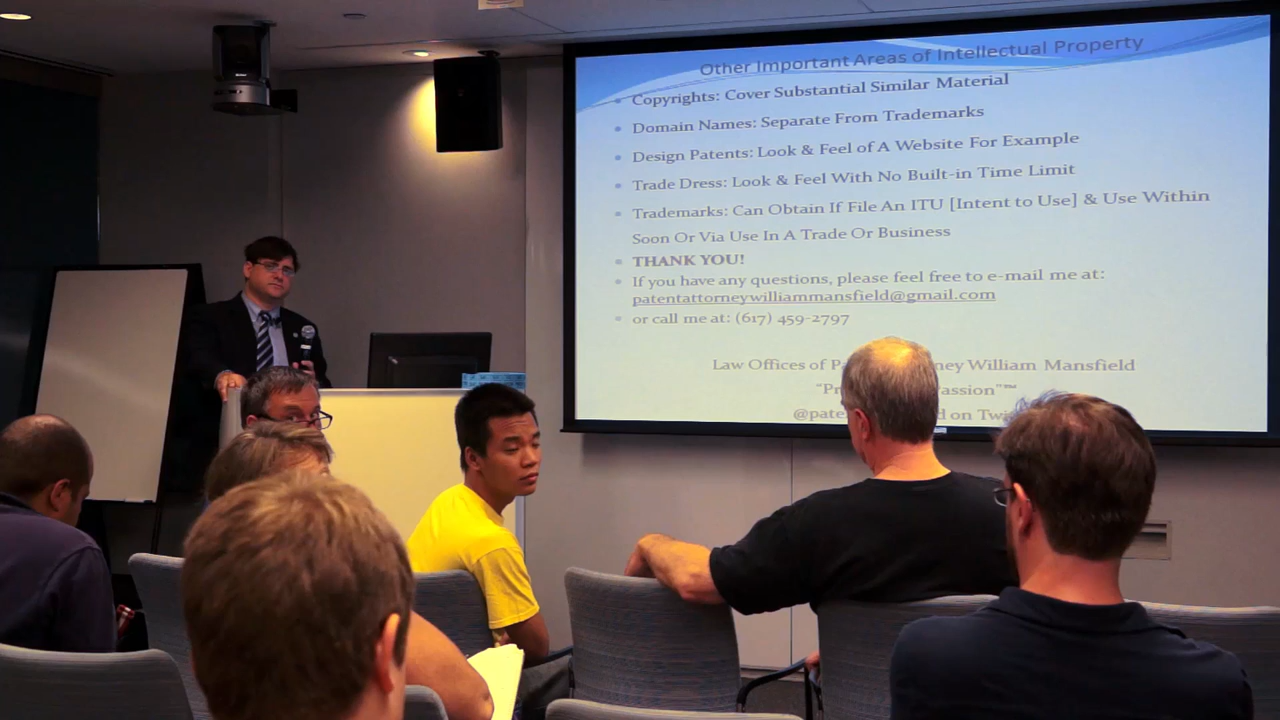 Other Important Areas of Intellectual Property
Copyrights: Cover Substantial Similar Material
Domain Names: Separate From Trademarks
Design Patents: Look & Feel of A Website For Example
Trade Dress: Look & Feel With No Built-in Time Limit
Trademarks: Can Obtain If File An ITU [Intent to Use] & Use Within
Soon Or Via Use In A Trade Or Business
THANK YOU!
If you have any questions, please feel free to e-mail me at:
patentattorneywilliammansfield@gmail.com
or call me at: (617) 459-2797
Law Offices of William Mansfield
on